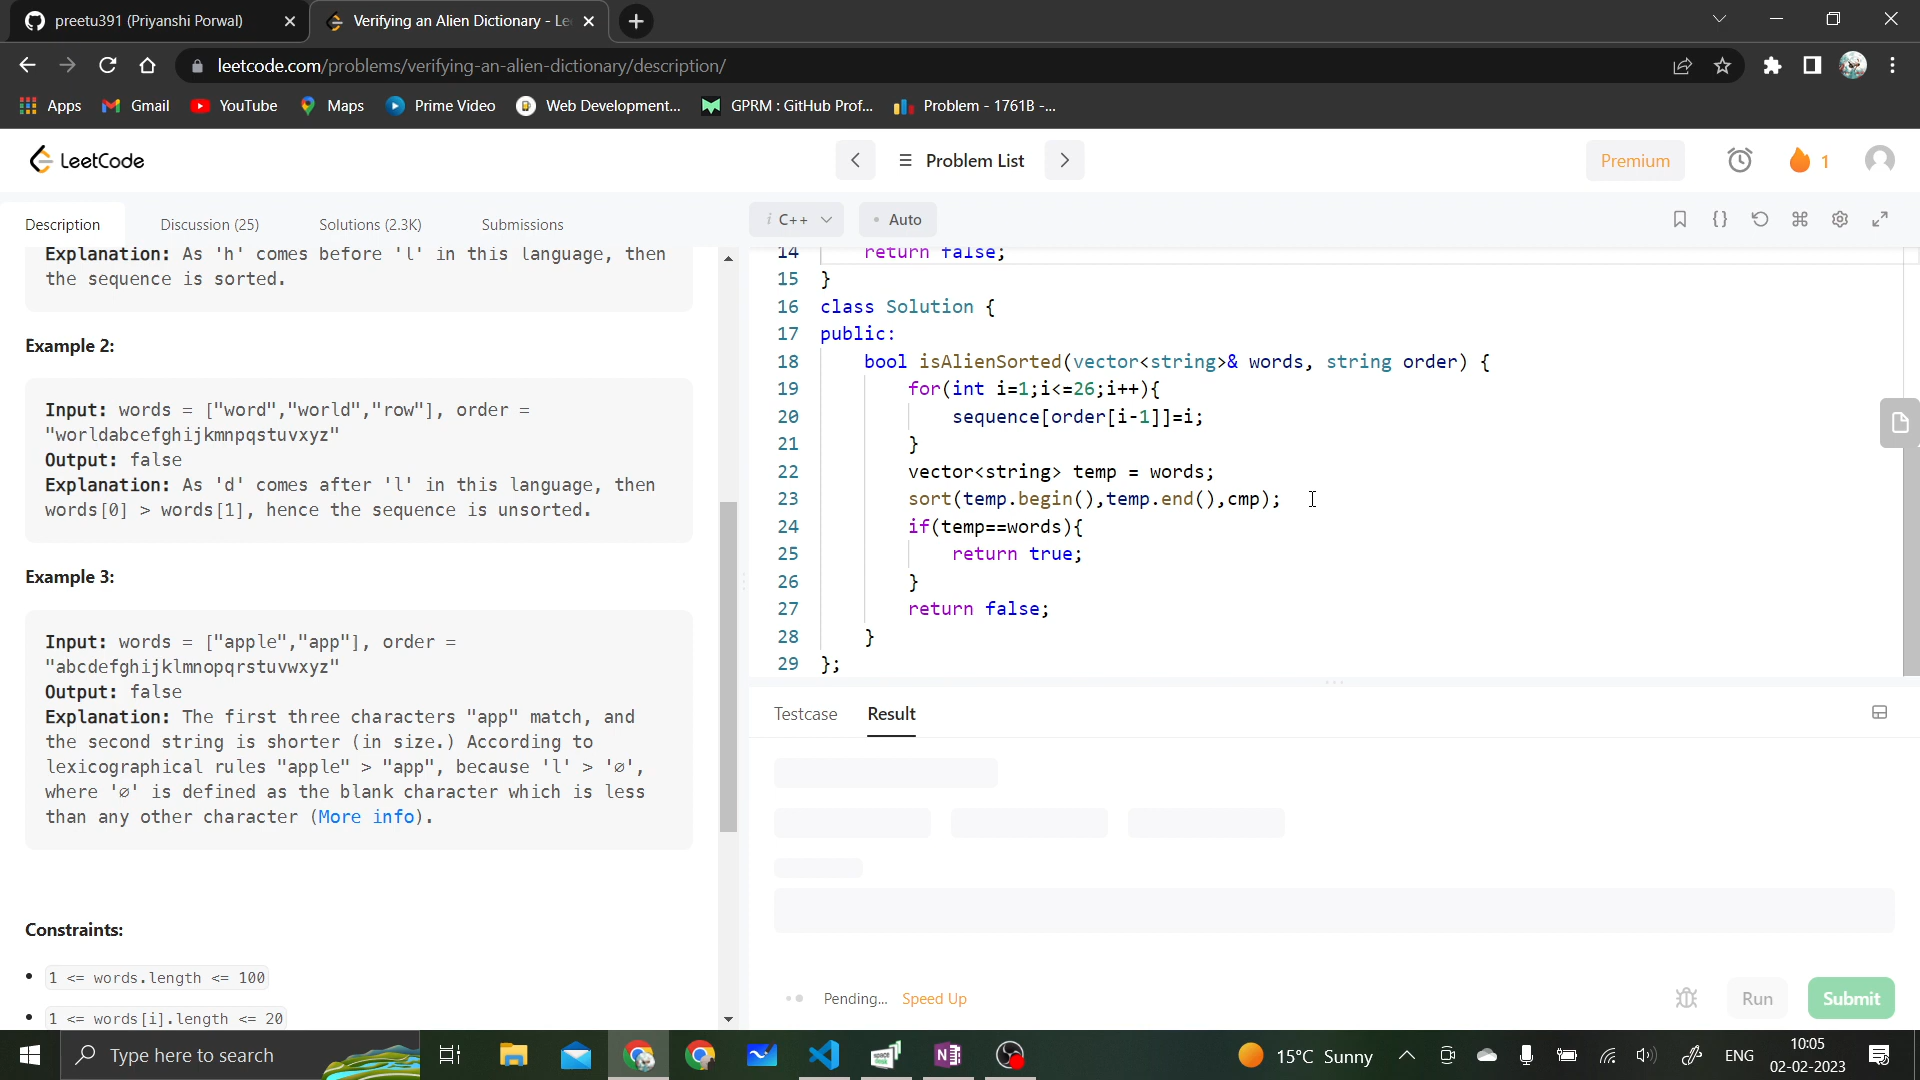 preetu391 (Priyanshi Porwal)
Verifying an Alien Dictionary - Le
leetcode.com/problems/verifying-an-alien-dictionary/description/
Apps Gmail YouTube Maps Prime Video Web Development... GPRM : GitHub Prof... Problem - 1761B -...
LeetCode
Problem List
Premium
1
Description Discussion (25) Solutions (2.3K) Submissions
Explanation: As 'h' comes before 'l' in this language, then
the sequence is sorted.
Example 2:
Input: words = ["word","world","row"], order =
"worldabcefghijkmnpqstuvxyz"
Output: false
Explanation: As 'd' comes after 'l' in this language, then
words[0] > words[1], hence the sequence is unsorted.
Example 3:
Input: words = ["apple","app"], order =
"abcdefghijklmnopqrstuvwxyz"
Output: false
Explanation: The first three characters "app" match, and
the second string is shorter (in size.) According to
lexicographical rules "apple" > "app", because 'l' > '∅',
where '∅' is defined as the blank character which is less
than any other character (More info).
Constraints:
• 1 <= words.length <= 100
• 1 <= words[i].length <= 20
i C++ • Auto
14 return false;
15 }
16 class Solution {
17 public:
18 bool isAlienSorted(vector<string>& words, string order) {
19 for(int i=1;i<=26;i++){
20 sequence[order[i-1]]=i;
21 }
22 vector<string> temp = words;
23 sort(temp.begin(),temp.end(),cmp);
24 if(temp==words){
25 return true;
26 }
27 return false;
28 }
29 };
Testcase Result
Pending... Speed Up
Run Submit
Type here to search
15°C Sunny
ENG
10:05
02-02-2023